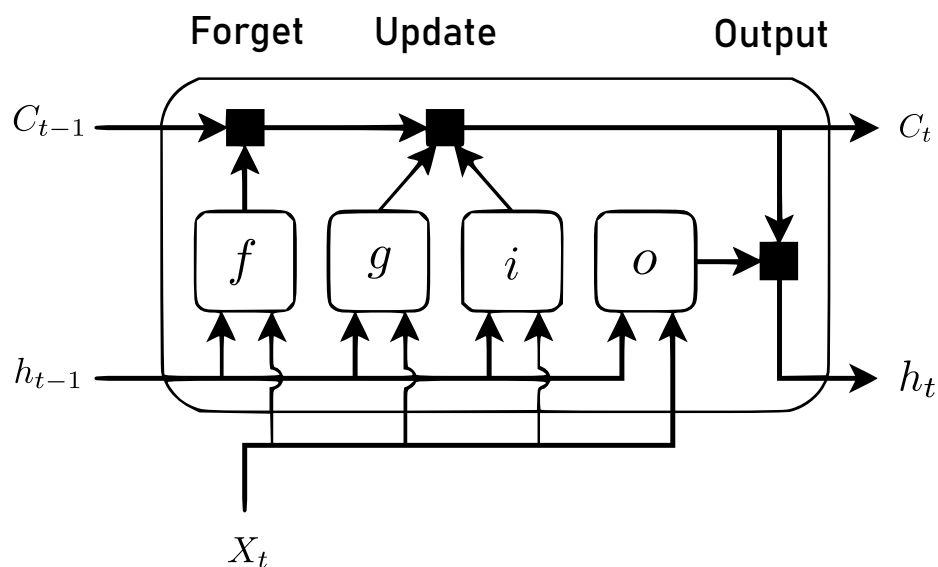 Forget Update Output
C_{t-1} C_t
f g i o
h_{t-1} h_t
X_t